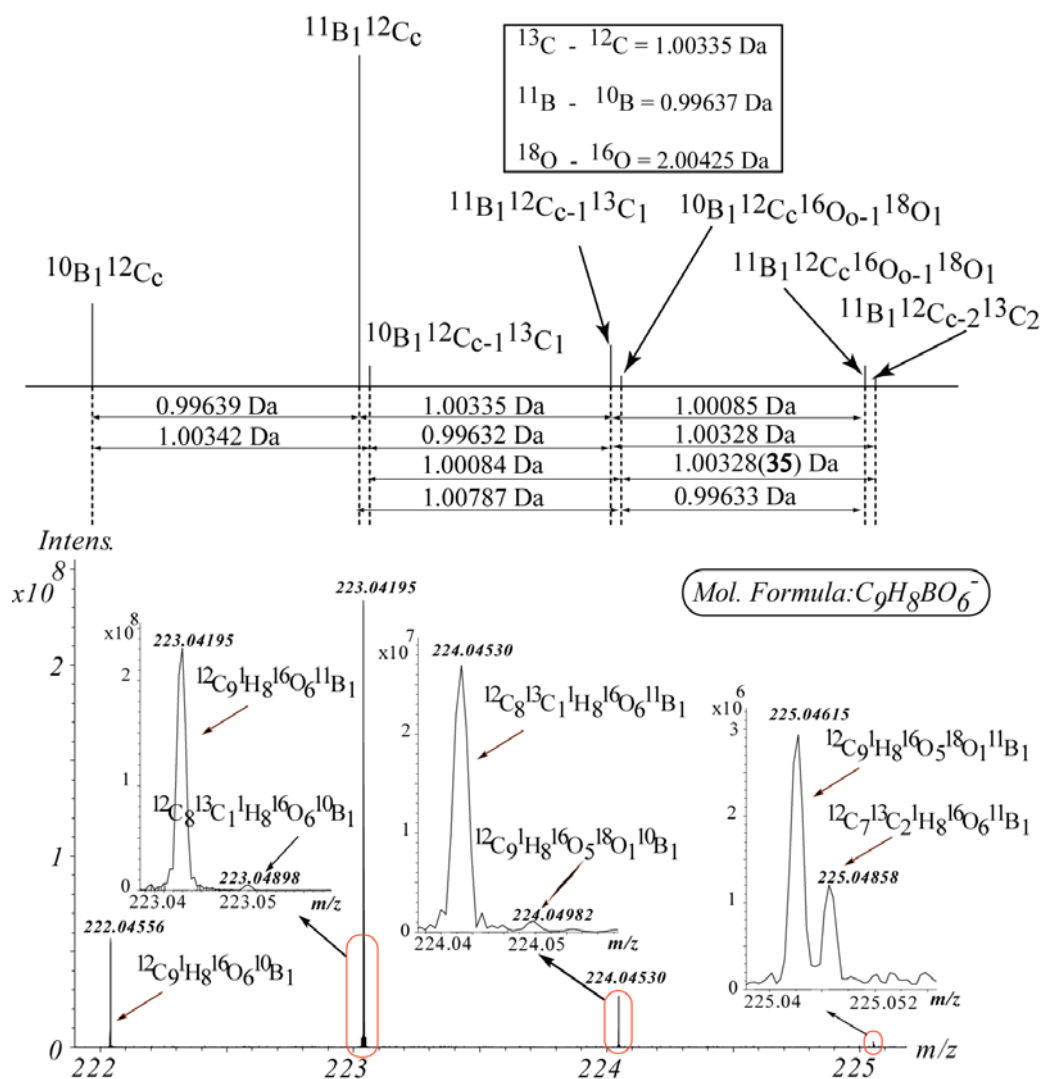 ¹¹B₁¹²Cc
¹³C - ¹²C = 1.00335 Da
¹¹B - ¹⁰B = 0.99637 Da
¹⁸O - ¹⁶O = 2.00425 Da
¹¹B₁¹²Cc-1¹³C₁
¹⁰B₁¹²Cc¹⁶Oo-1¹⁸O₁
¹⁰B₁¹²Cc
¹¹B₁¹²Cc¹⁶Oo-1¹⁸O₁
¹¹B₁¹²Cc-2¹³C₂
¹⁰B₁¹²Cc-1¹³C₁
0.99639 Da 1.00335 Da 1.00085 Da
1.00342 Da 0.99632 Da 1.00328 Da
1.00084 Da 1.00328(35) Da
1.00787 Da 0.99633 Da
Intens.
x10⁸
Mol. Formula:C₉H₈BO₆⁻
2
1
0
222 223 224 225 m/z
222.04556
¹²C₉¹H₈¹⁶O₆¹⁰B₁
223.04195
x10⁸
223.04195
¹²C₉¹H₈¹⁶O₆¹¹B₁
2
1
0
¹²C₈¹³C₁¹H₈¹⁶O₆¹⁰B₁
223.04898
223.04 223.05 m/z
x10⁷
224.04530
¹²C₈¹³C₁¹H₈¹⁶O₆¹¹B₁
2
1
0
¹²C₉¹H₈¹⁶O₅¹⁸O₁¹⁰B₁
224.04982
224.04 224.05 m/z
224.04530
x10⁶
225.04615
¹²C₉¹H₈¹⁶O₅¹⁸O₁¹¹B₁
3
2
1
0
¹²C₇¹³C₂¹H₈¹⁶O₆¹¹B₁
225.04858
225.04 225.052 m/z